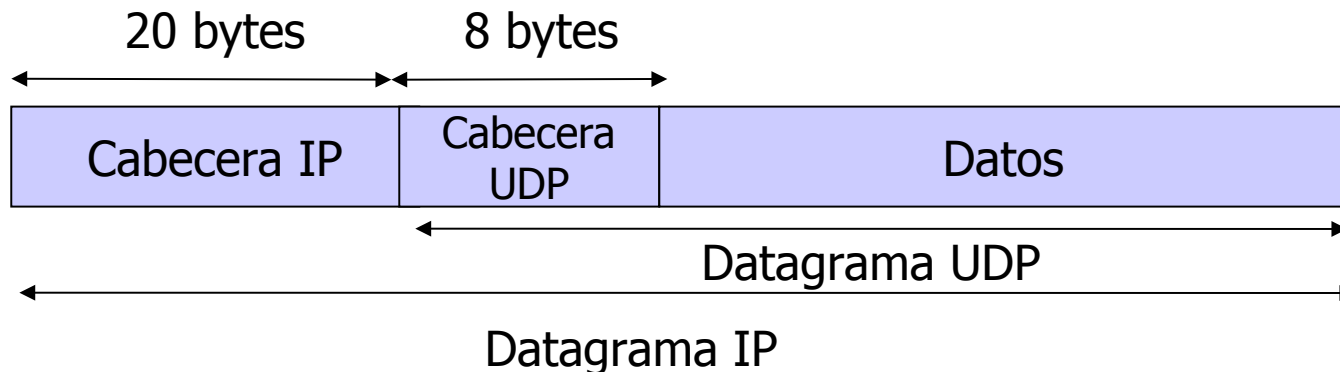 20 bytes
8 bytes
Cabecera IP
Cabecera
UDP
Datos
Datagrama UDP
Datagrama IP